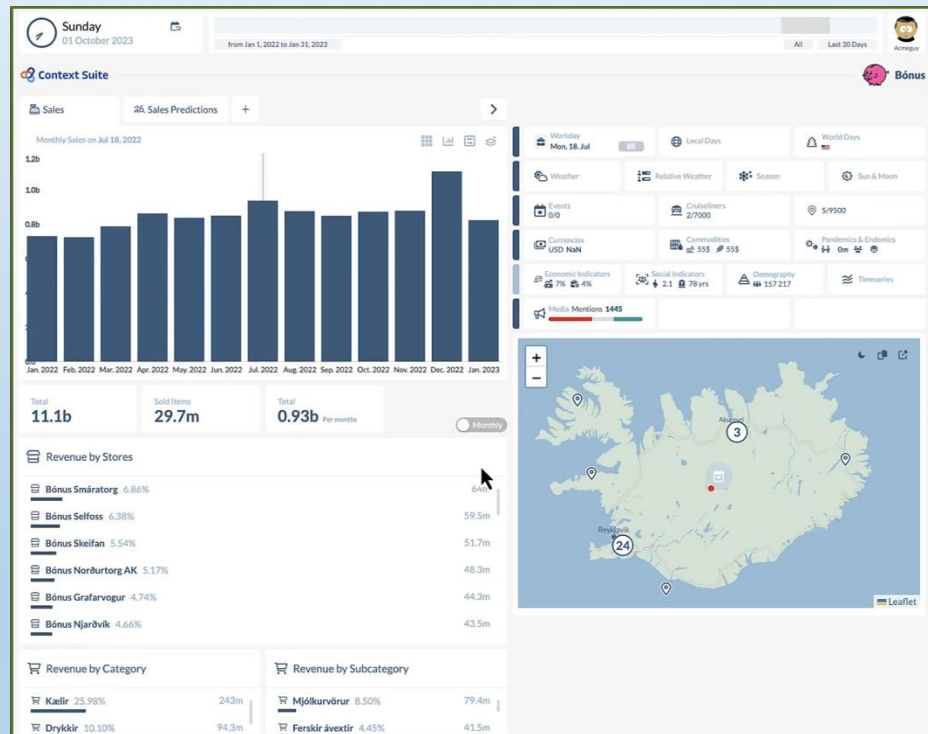 Sunday
01 October 2023
from Jan 1, 2022 to Jan 31, 2023
All Last 30 Days
Acmeguy
Context Suite
Bónus
Sales Sales Predictions +
Monthly Sales on Jul 18, 2022
1.2b
1.0b
0.8b
0.0
Jan. 2022 Feb. 2022 Mar. 2022 Apr. 2022 May. 2022 Jun. 2022 Jul. 2022 Aug. 2022 Sep. 2022 Oct. 2022 Nov. 2022 Dec. 2022 Jan. 2023
Total
11.1b
Sold Items
29.7m
Total
0.93b Per months
Monthly
Revenue by Stores
Bónus Smáratorg 6.86% 64m
Bónus Selfoss 6.38% 59.5m
Bónus Skeifan 5.54% 51.7m
Bónus Norðurtorg AK 5.17% 48.3m
Bónus Grafarvogur 4.74% 44.3m
Bónus Njarðvík 4.66% 43.5m
Revenue by Category
Kælir 25.98% 243m
Drykkir 10.10% 94.3m
Revenue by Subcategory
Mjólkurvörur 8.50% 79.4m
Ferskir ávextir 4.45% 41.5m
Workday
Mon, 18. Jul
Local Days
World Days
Weather
Relative Weather
Season
Sun & Moon
Events
0/0
Cruiseliners
2/7000
5/9500
Currencies
USD NaN
Commodities
55$ 55$
Pandemics & Endemics
0m
Economic Indicators
7% 4%
Social Indicators
2.1 78 yrs
Demography
157 217
Timeseries
Media Mentions 1445
+
−
Akureyri
3
Reykjavik
24
Leaflet